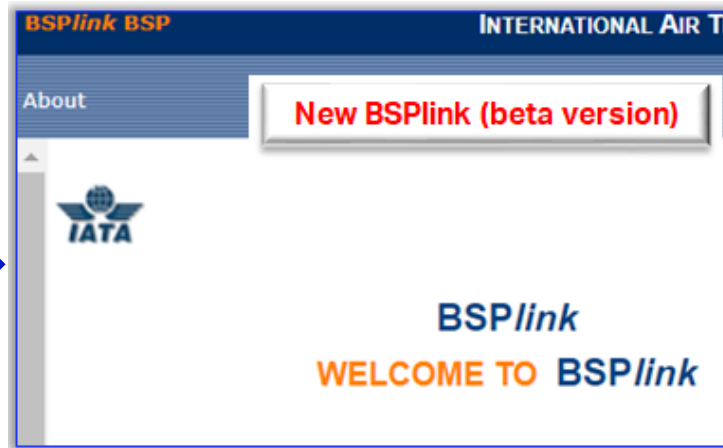 BSPlink BSP
INTERNATIONAL AIR T
About
New BSPlink (beta version)
IATA
BSPlink
WELCOME TO BSPlink